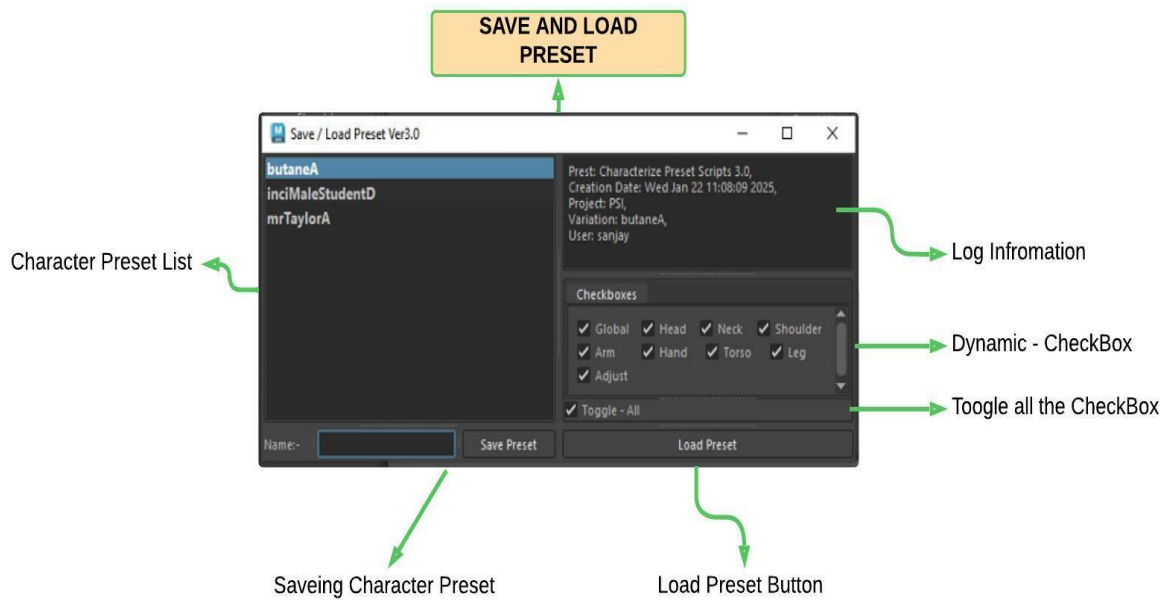 SAVE AND LOAD
PRESET
Save / Load Preset Ver3.0
butaneA
inciMaleStudentD
mrTaylorA
Prest: Characterize Preset Scripts 3.0,
Creation Date: Wed Jan 22 11:08:09 2025,
Project: PSI,
Variation: butaneA,
User: sanjay
Character Preset List
Log Infromation
Checkboxes
Global Head Neck Shoulder
Arm Hand Torso Leg
Adjust
Dynamic - CheckBox
Toggle - All
Toogle all the CheckBox
Name:-
Save Preset
Load Preset
Saveing Character Preset
Load Preset Button